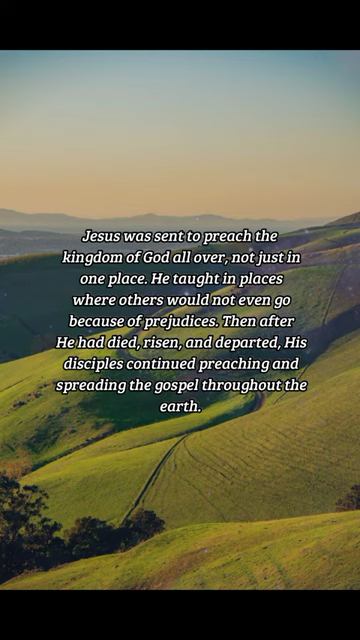 Jesus was sent to preach the
kingdom of God all over, not just in
one place. He taught in places
where others would not even go
because of prejudices. Then after
He had died, risen, and departed, His
disciples continued preaching and
spreading the gospel throughout the
earth.